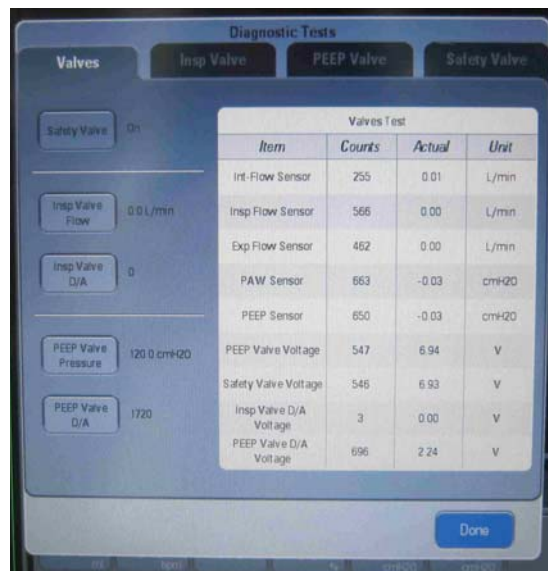 Diagnostic Tests
Valves Insp Valve PEEP Valve Safety Valve
Safety Valve On
Insp Valve Flow 0.0 L/min
Insp Valve D/A 0
PEEP Valve Pressure 120.0 cmH2O
PEEP Valve D/A 1720
Valves Test
Item Counts Actual Unit
Int-Flow Sensor 255 0.01 L/min
Insp Flow Sensor 566 0.00 L/min
Exp Flow Sensor 462 0.00 L/min
PAW Sensor 663 -0.03 cmH2O
PEEP Sensor 650 -0.03 cmH2O
PEEP Valve Voltage 547 6.94 V
Safety Valve Voltage 546 6.93 V
Insp Valve D/A Voltage 3 0.00 V
PEEP Valve D/A Voltage 696 2.24 V
Done
ml bpm % cmH2O cmH2O